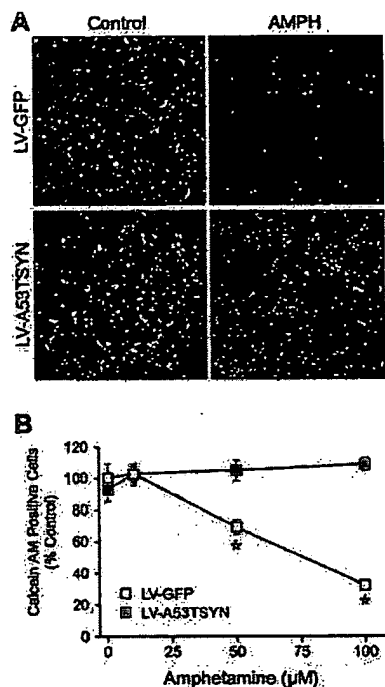 A
Control AMPH
LV-GFP
LV-A53TSYN
B
Calcein AM Positive Cells
(% Control)
120
100
80
60
40
20
0
*
*
LV-GFP
LV-A53TSYN
0 25 50 75 100
Amphetamine (µM)